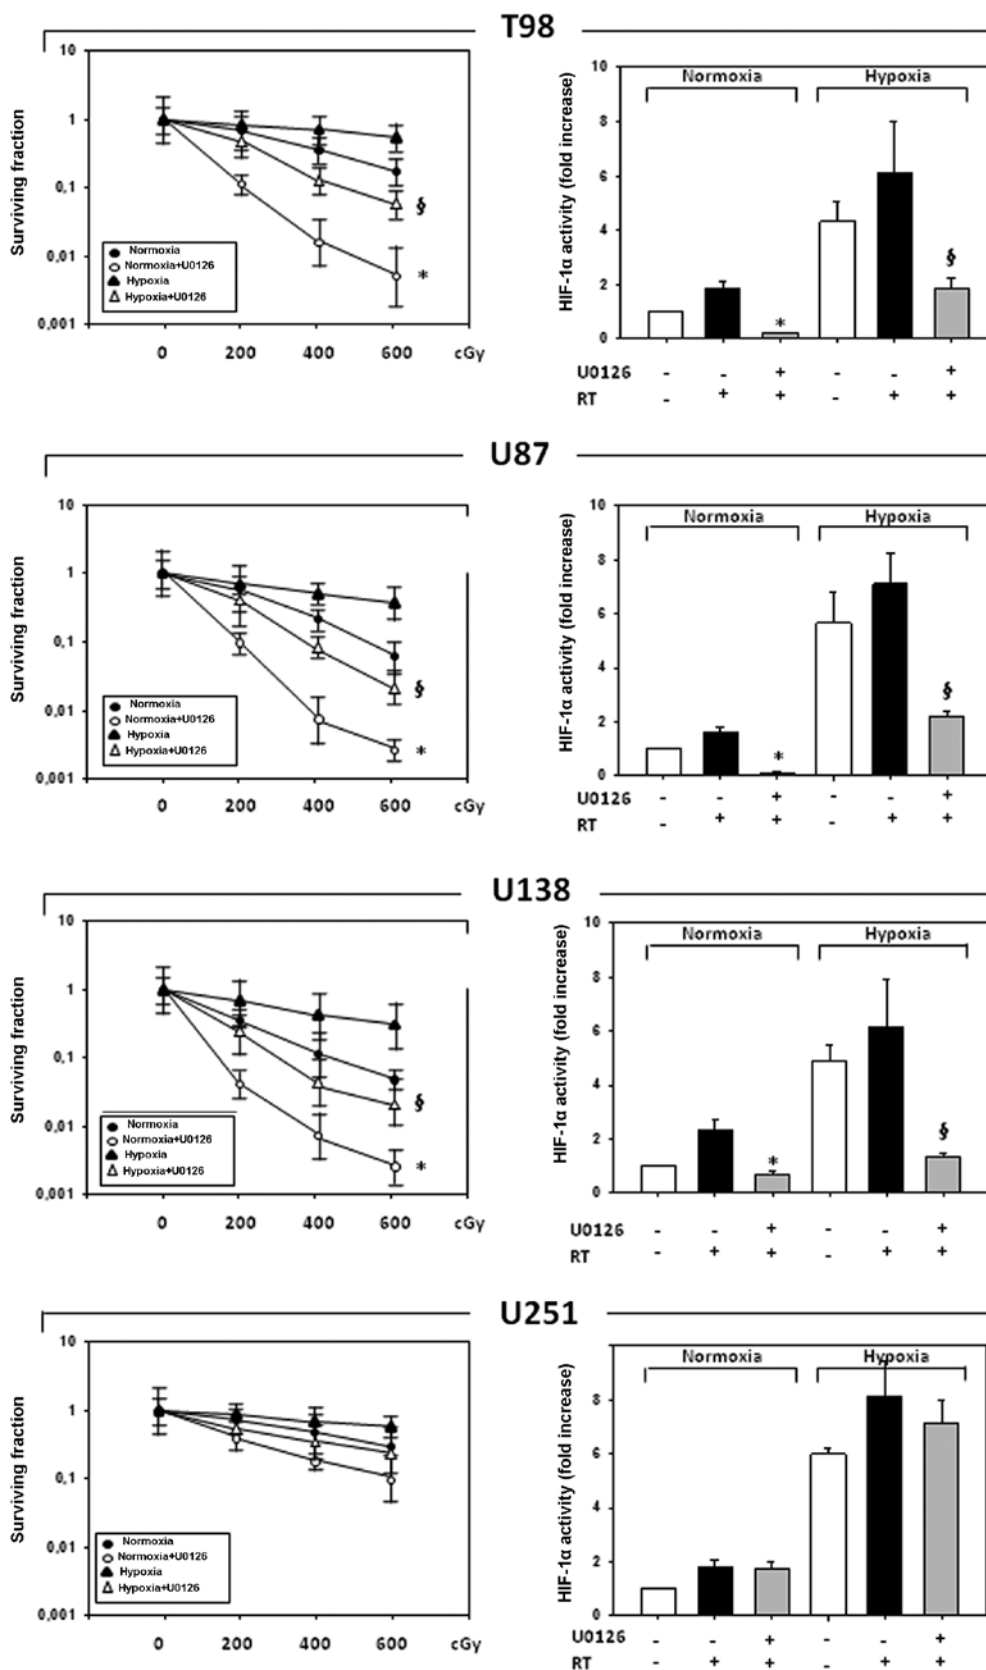 T98
Surviving fraction
10
1
0,1
0,01
0,001
Normoxia
Normoxia+U0126
Hypoxia
Hypoxia+U0126
§
*
0 200 400 600 cGy
HIF-1α activity (fold increase)
10
8
6
4
2
0
Normoxia Hypoxia
*
§
U0126 - - + - - +
RT - + + - + +
U87
Surviving fraction
10
1
0,1
0,01
0,001
Normoxia
Normoxia+U0126
Hypoxia
Hypoxia+U0126
§
*
0 200 400 600 cGy
HIF-1α activity (fold increase)
10
8
6
4
2
0
Normoxia Hypoxia
*
§
U0126 - - + - - +
RT - + + - + +
U138
Surviving fraction
10
1
0,1
0,01
0,001
Normoxia
Normoxia+U0126
Hypoxia
Hypoxia+U0126
§
*
0 200 400 600 cGy
HIF-1α activity (fold increase)
10
8
6
4
2
0
Normoxia Hypoxia
*
§
U0126 - - + - - +
RT - + + - + +
U251
Surviving fraction
10
1
0,1
0,01
0,001
Normoxia
Normoxia+U0126
Hypoxia
Hypoxia+U0126
0 200 400 600 cGy
HIF-1α activity (fold increase)
8
6
4
2
0
Normoxia Hypoxia
U0126 - - + - - +
RT - + + - + +